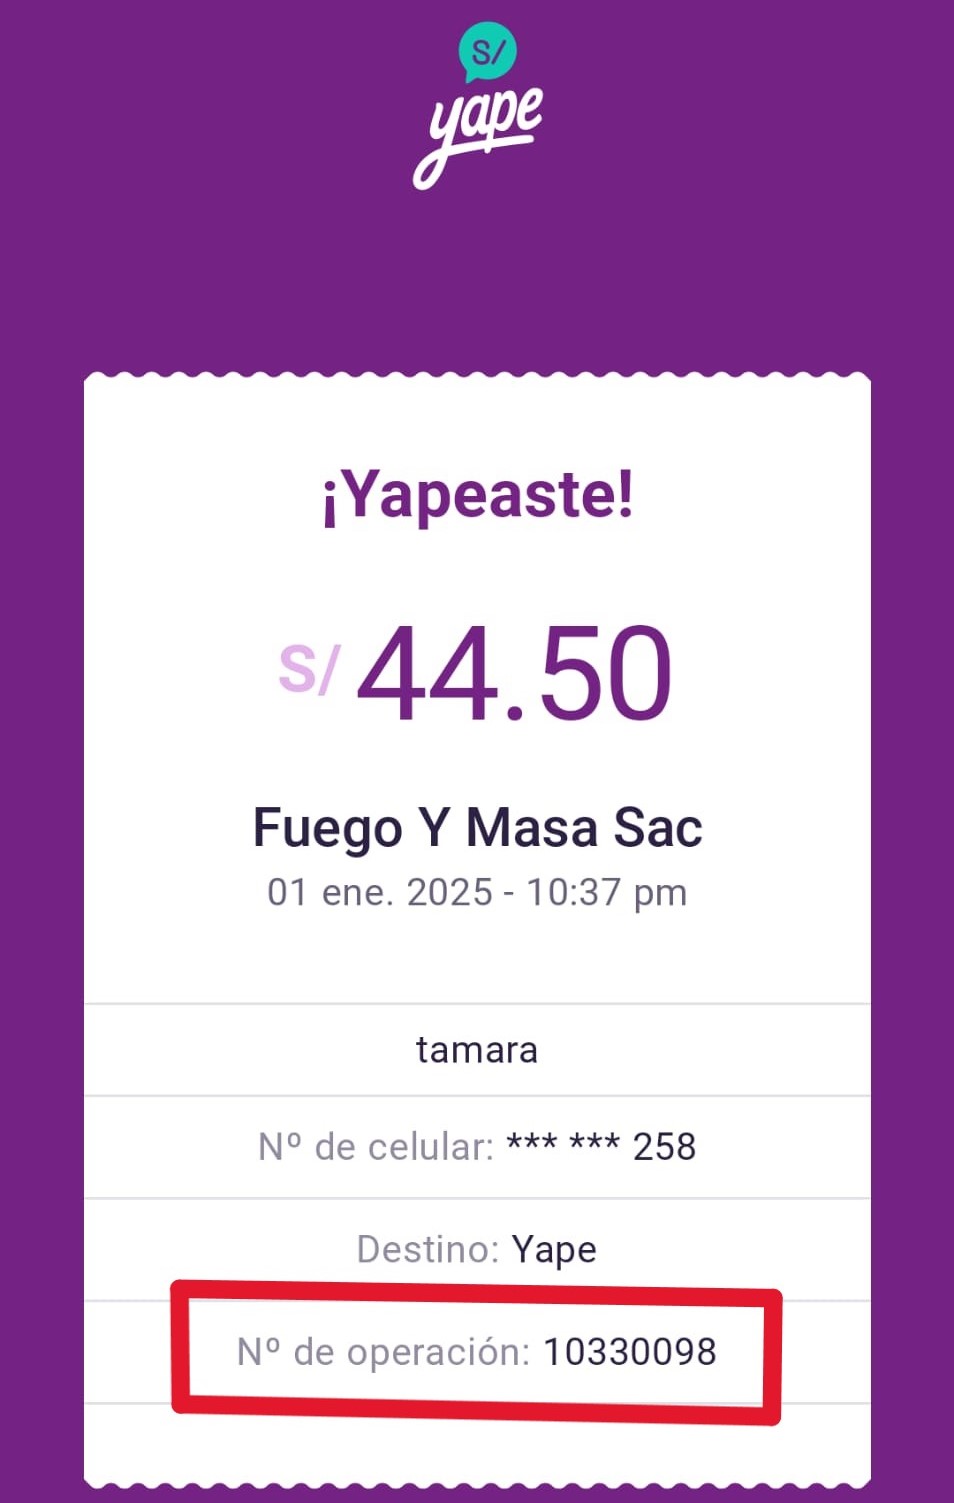 S/
yape
¡Yapeaste!
S/ 44.50
Fuego Y Masa Sac
01 ene. 2025 - 10:37 pm
tamara
Nº de celular: *** *** 258
Destino: Yape
Nº de operación: 10330098